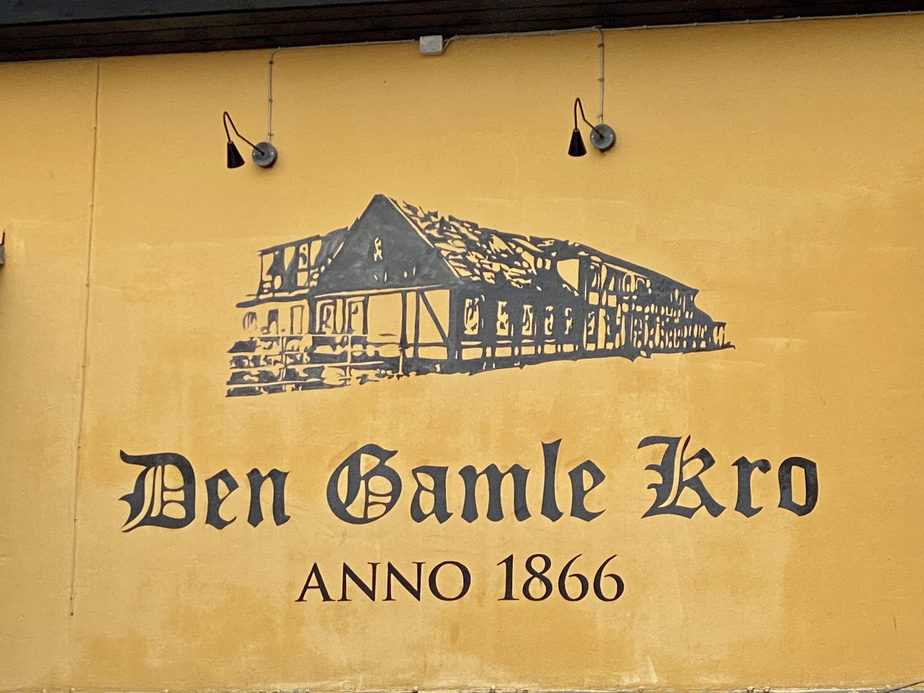 Den Gamle Kro
ANNO 1866